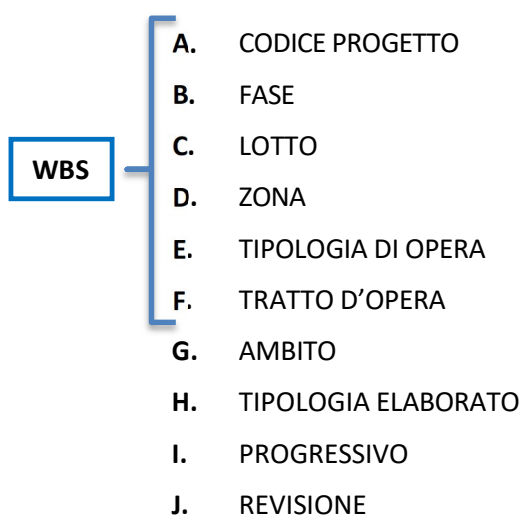 A. CODICE PROGETTO
B. FASE
C. LOTTO
WBS
D. ZONA
E. TIPOLOGIA DI OPERA
F. TRATTO D’OPERA
G. AMBITO
H. TIPOLOGIA ELABORATO
I. PROGRESSIVO
J. REVISIONE